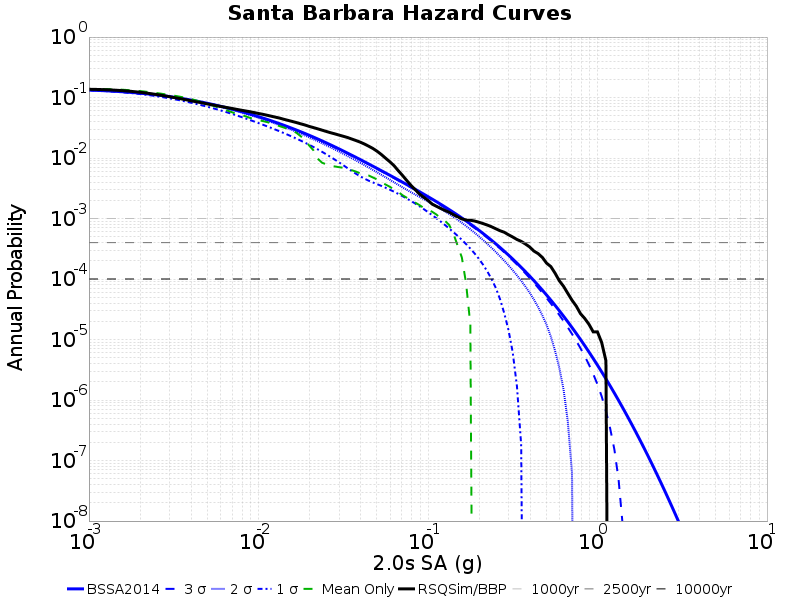 Santa Barbara Hazard Curves
Annual Probability
10^0
10^-1
10^-2
10^-3
10^-4
10^-5
10^-6
10^-7
10^-8
10^-3 10^-2 10^-1 10^0 10^1
2.0s SA (g)
BSSA2014 3 σ 2 σ 1 σ Mean Only RSQSim/BBP 1000yr 2500yr 10000yr